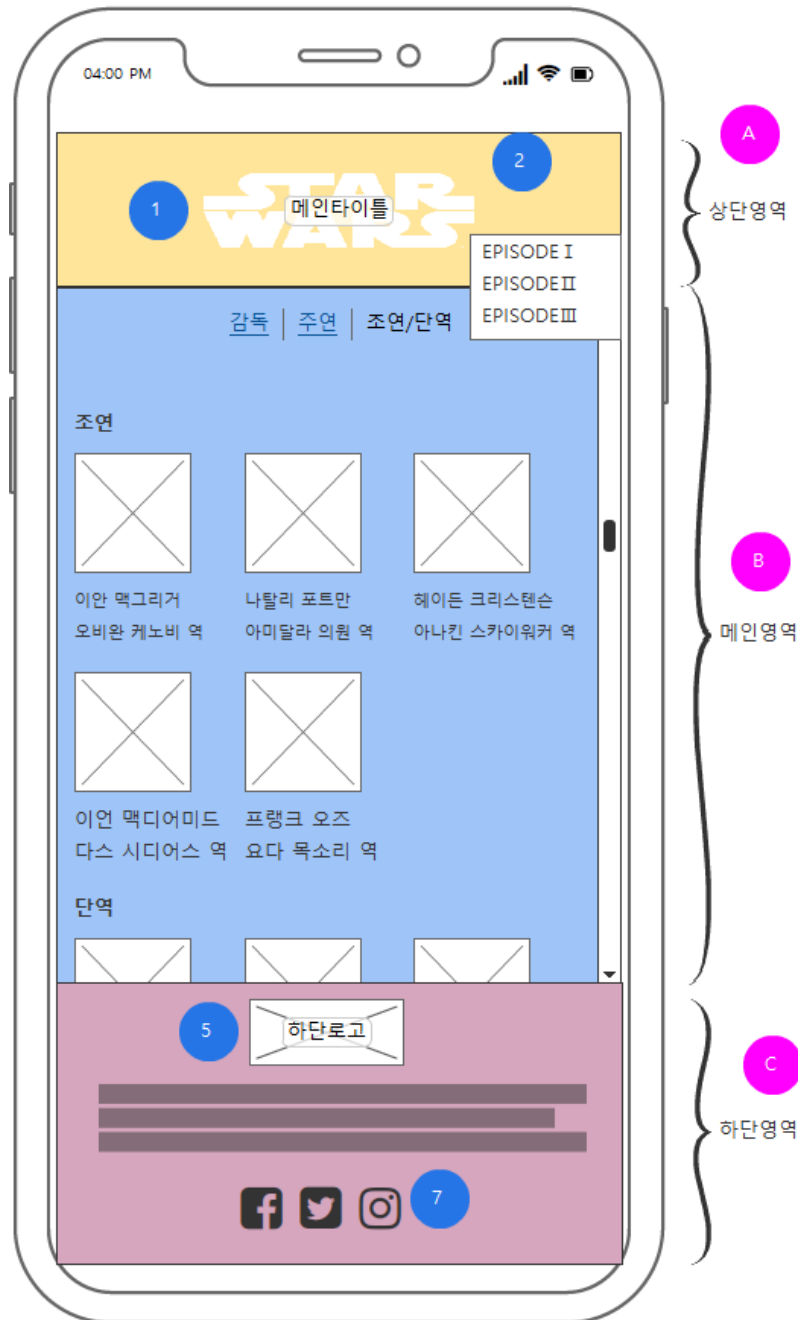 04:00 PM
A
2
STAR
WARS
1
메인타이틀
상단영역
EPISODE Ⅰ
EPISODEⅡ
EPISODEⅢ
감독 | 주연 | 조연/단역
조연
B
이안 맥그리거
나탈리 포트만
헤이든 크리스텐슨
오비완 케노비 역
아미달라 의원 역
아나킨 스카이워커 역
메인영역
이언 맥디어미드
프랭크 오즈
다스 시디어스 역
요다 목소리 역
단역
5
하단로고
C
하단영역
7